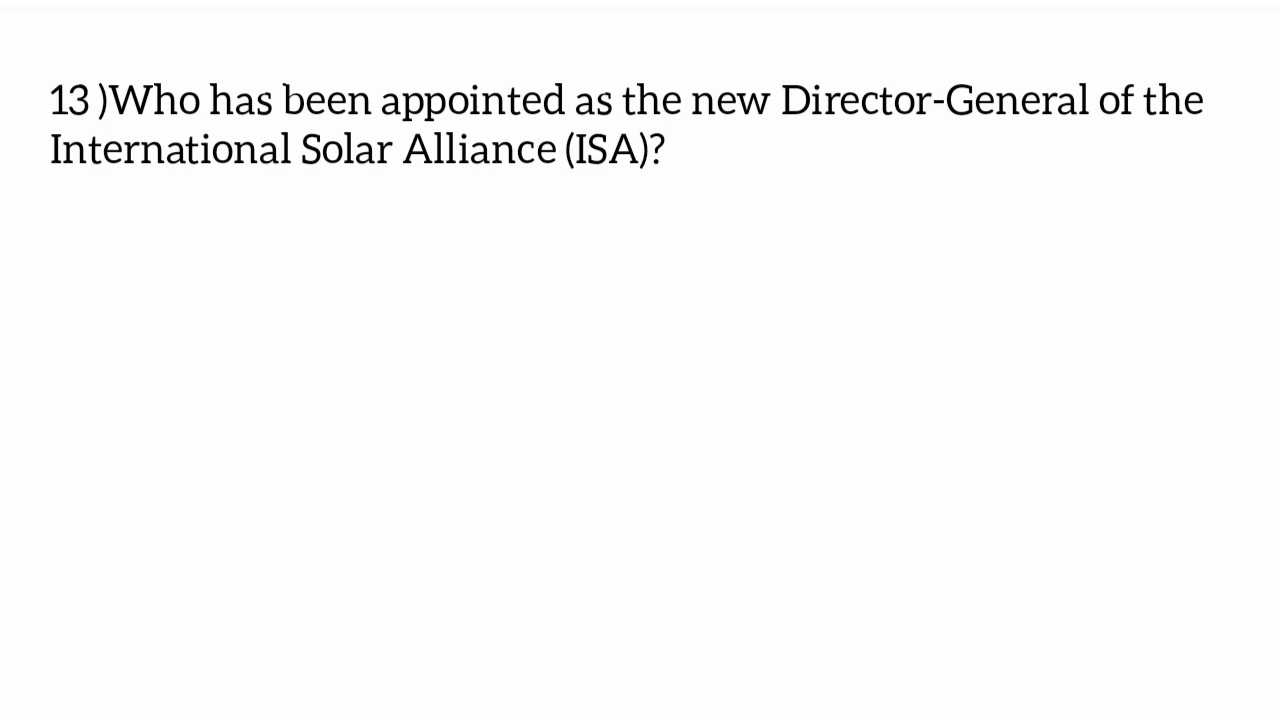 13 )Who has been appointed as the new Director-General of the
International Solar Alliance (ISA)?